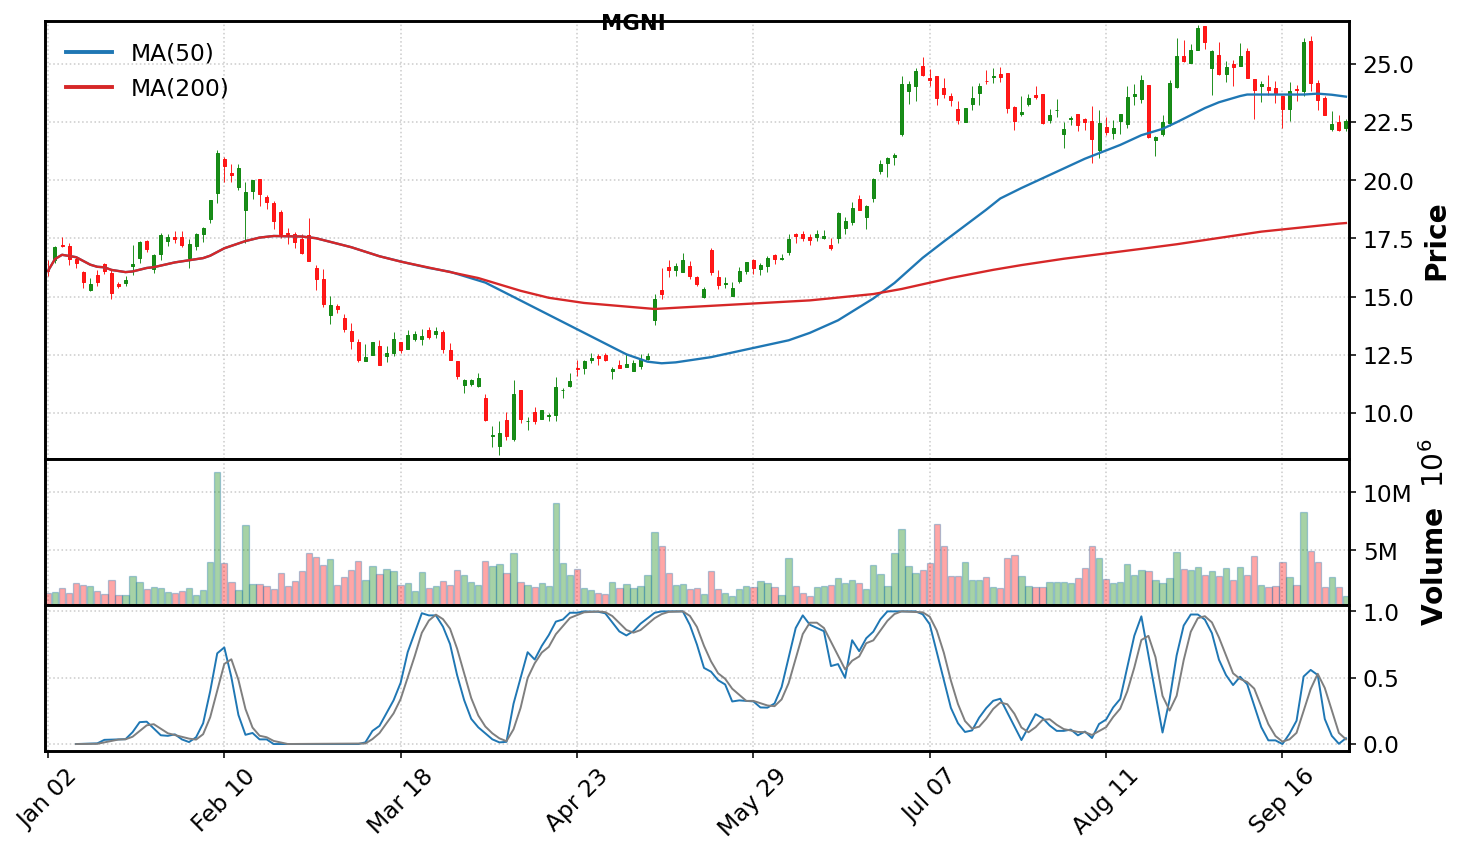 MGNI
MA(50)
MA(200)
25.0
22.5
20.0
17.5
15.0
12.5
10.0
Price
10M
5M
Volume 10^6
1.0
0.5
0.0
Jan 02
Feb 10
Mar 18
Apr 23
May 29
Jul 07
Aug 11
Sep 16